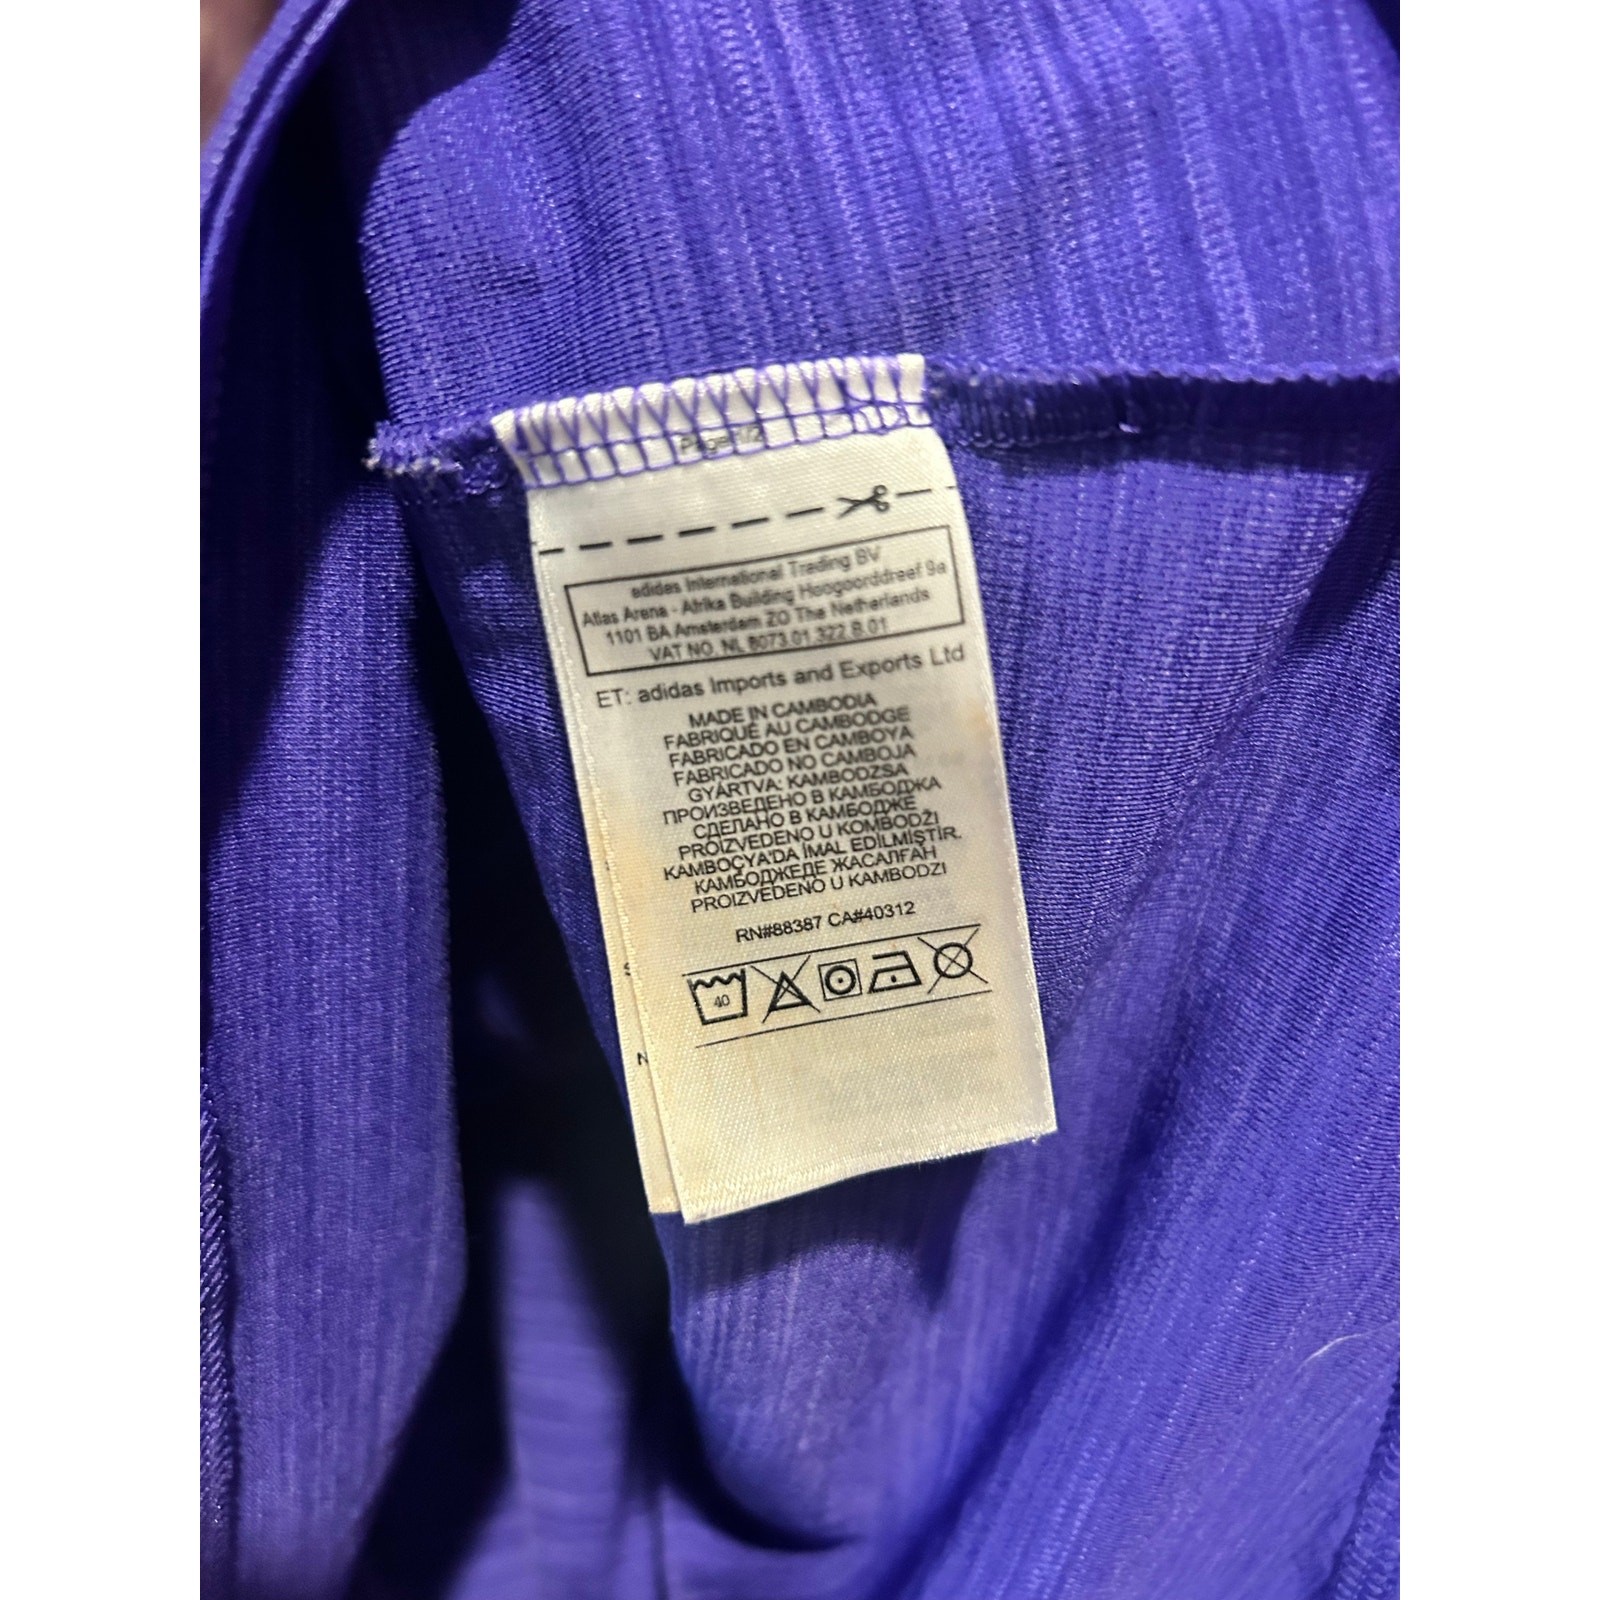 Page 1/2
adidas International Trading BV
Atlas Arena - Afrika Building Hoogoorddreef 9a
1101 BA Amsterdam ZO The Netherlands
VAT NO. NL 8073.01.322.B.01
ET: adidas Imports and Exports Ltd
MADE IN CAMBODIA
FABRIQUÉ AU CAMBODGE
FABRICADO EN CAMBOYA
FABRICADO NO CAMBOJA
GYÁRTVA: KAMBODZSA
ПРОИЗВЕДЕНО В КАМБОДЖА
СДЕЛАНО В КАМБОДЖЕ
PROIZVEDENO U KOMBODŽI
KAMBOÇYA'DA İMAL EDİLMİŞTİR.
КАМБОДЖЕДЕ ЖАСАЛҒАН
PROIZVEDENO U KAMBODZI
RN#88387 CA#40312
40